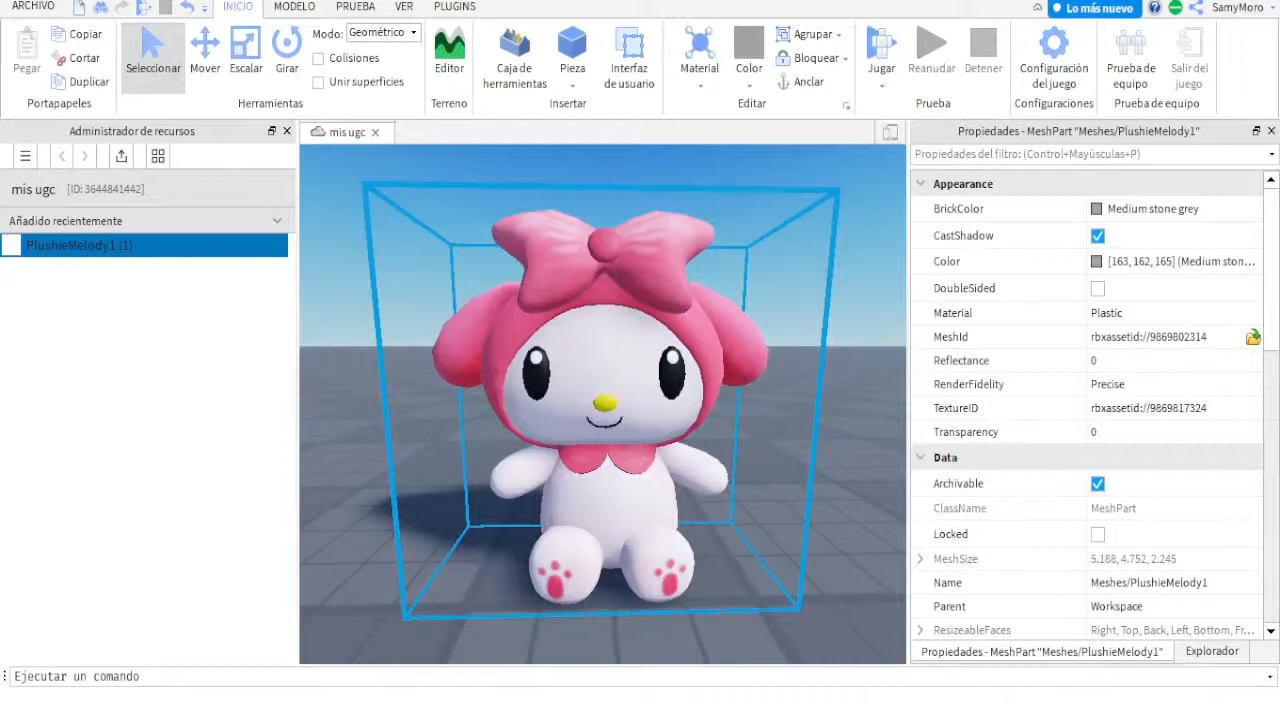 ARCHIVO INICIO MODELO PRUEBA VER PLUGINS Lo más nuevo SamyMoro
Pegar
Copiar
Cortar
Duplicar
Portapapeles
Seleccionar
Mover
Escalar
Girar
Modo: Geométrico
Colisiones
Unir superficies
Herramientas
Editor
Terreno
Caja de
herramientas
Pieza
Interfaz
de usuario
Insertar
Material
Color
Agrupar
Bloquear
Anclar
Editar
Jugar
Reanudar
Detener
Prueba
Configuración
del juego
Configuraciones
Prueba de
equipo
Salir del
juego
Prueba de equipo
Administrador de recursos
mis ugc [ID: 3644841442]
Añadido recientemente
PlushieMelody1 (1)
mis ugc
Propiedades - MeshPart "Meshes/PlushieMelody1"
Propiedades del filtro: (Control+Mayúsculas+P)
Appearance
BrickColor Medium stone grey
CastShadow
Color [163, 162, 165] (Medium ston...
DoubleSided
Material Plastic
MeshId rbxassetid://9869802314
Reflectance 0
RenderFidelity Precise
TextureID rbxassetid://9869817324
Transparency 0
Data
Archivable
ClassName MeshPart
Locked
MeshSize 5.188, 4.752, 2.245
Name Meshes/PlushieMelody1
Parent Workspace
ResizeableFaces Right, Top, Back, Left, Bottom, Fr...
Propiedades - MeshPart "Meshes/PlushieMelody1" Explorador
Ejecutar un comando